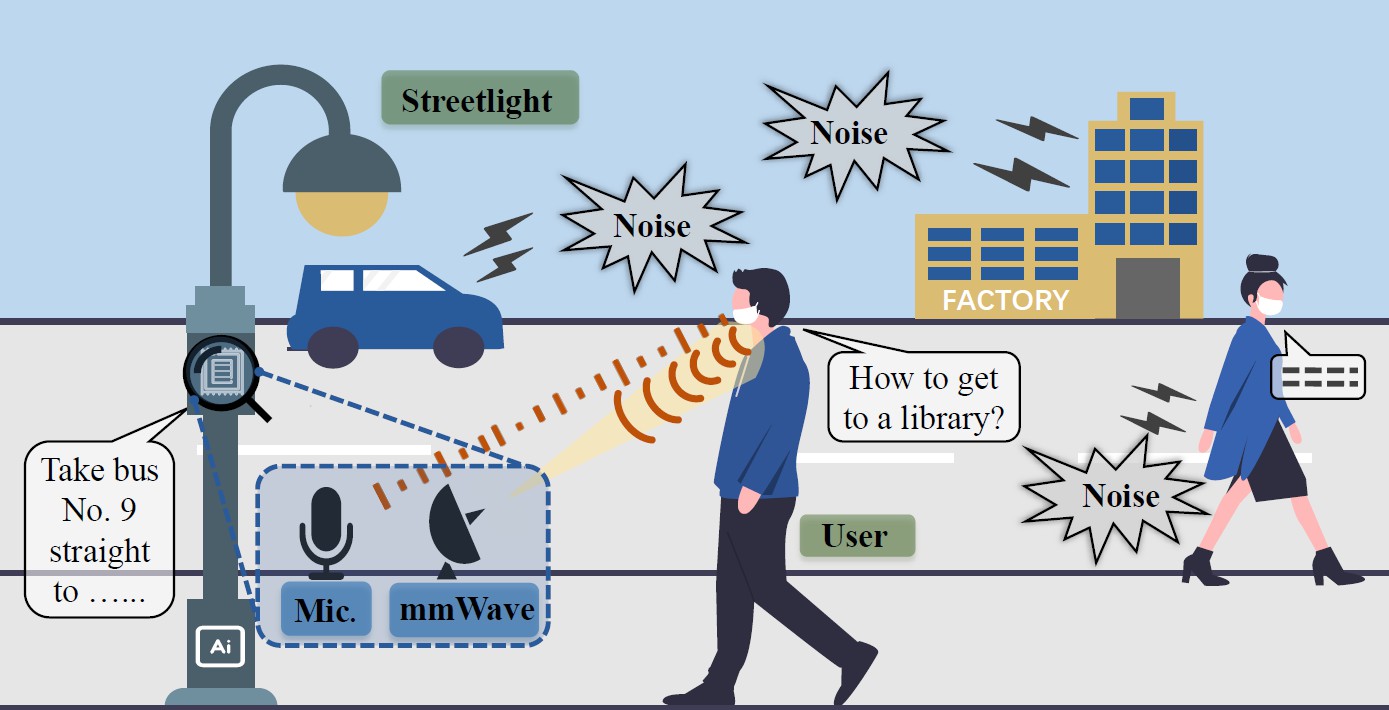 Streetlight
Noise
Noise
FACTORY
How to get
to a library?
Take bus
No. 9
straight
to …...
Noise
User
Mic.
mmWave
Ai